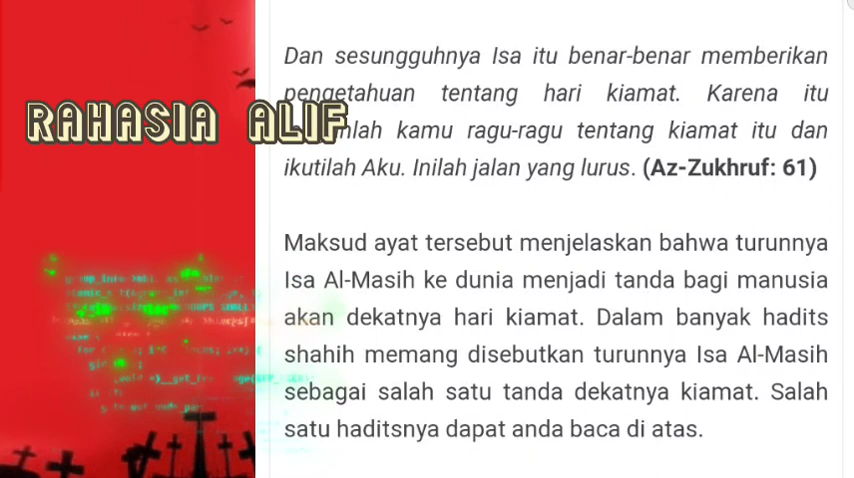 Dan sesungguhnya Isa itu benar-benar memberikan
pengetahuan tentang hari kiamat. Karena itu
RAHASIA ALIF
kamu ragu-ragu tentang kiamat itu dan
ikutilah Aku. Inilah jalan yang lurus. (Az-Zukhruf: 61)
Maksud ayat tersebut menjelaskan bahwa turunnya
Isa Al-Masih ke dunia menjadi tanda bagi manusia
akan dekatnya hari kiamat. Dalam banyak hadits
shahih memang disebutkan turunnya Isa Al-Masih
sebagai salah satu tanda dekatnya kiamat. Salah
satu haditsnya dapat anda baca di atas.